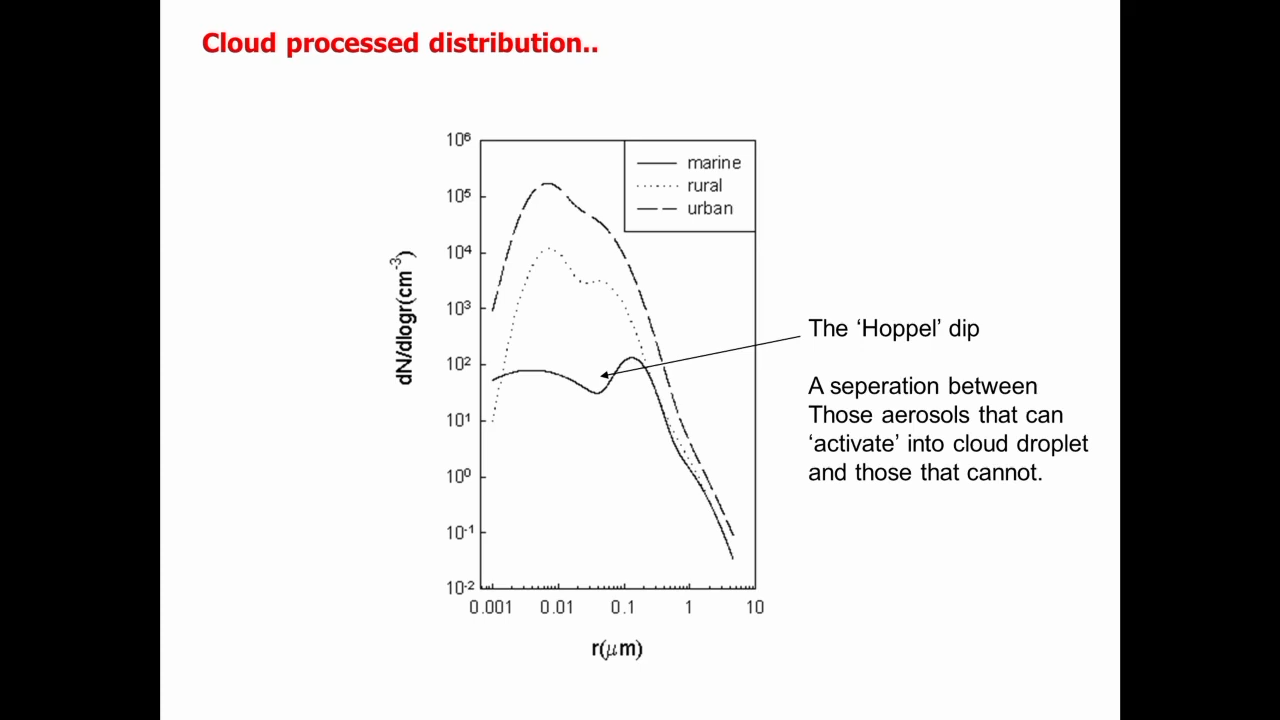 Cloud processed distribution..
10⁶
10⁵
10⁴
10³
10²
10¹
10⁰
10⁻¹
10⁻²
dN/dlogr(cm⁻³)
marine
rural
urban
0.001 0.01 0.1 1 10
r(μm)
The ‘Hoppel’ dip
A seperation between
Those aerosols that can
‘activate’ into cloud droplet
and those that cannot.